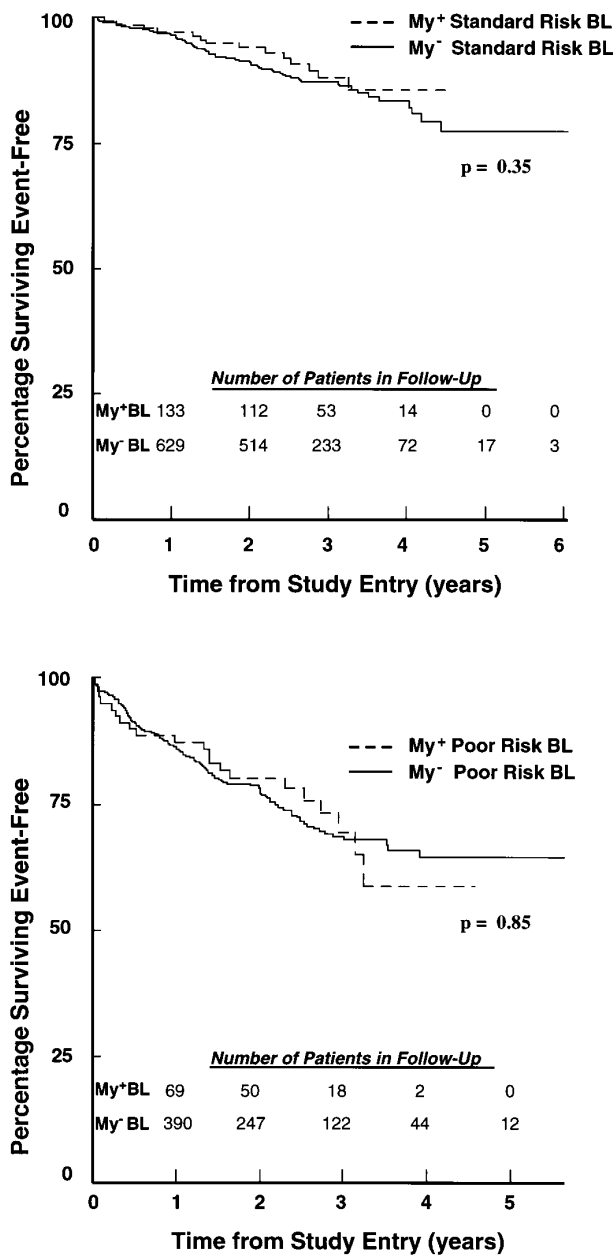 Percentage Surviving Event-Free
100
75
50
25
0
My⁺ Standard Risk BL
My⁻ Standard Risk BL
p = 0.35
Number of Patients in Follow-Up
My⁺BL 133 112 53 14 0 0
My⁻BL 629 514 233 72 17 3
0 1 2 3 4 5 6
Time from Study Entry (years)
Percentage Surviving Event-Free
100
75
50
25
0
My⁺ Poor Risk BL
My⁻ Poor Risk BL
p = 0.85
Number of Patients in Follow-Up
My⁺BL 69 50 18 2 0
My⁻BL 390 247 122 44 12
0 1 2 3 4 5
Time from Study Entry (years)